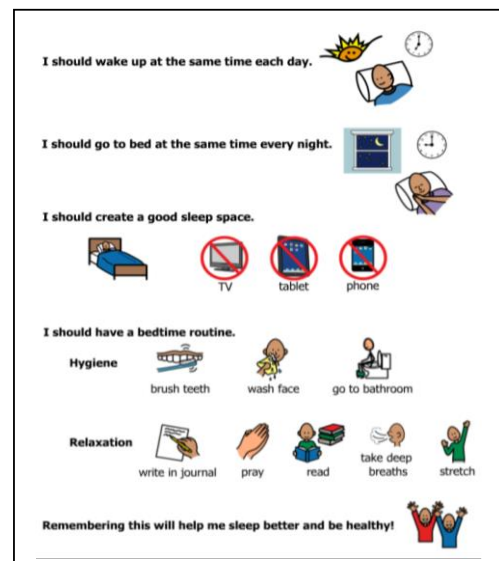 I should wake up at the same time each day.
I should go to bed at the same time every night.
I should create a good sleep space.
TV tablet phone
I should have a bedtime routine.
Hygiene
brush teeth wash face go to bathroom
Relaxation
write in journal pray read take deep breaths stretch
Remembering this will help me sleep better and be healthy!